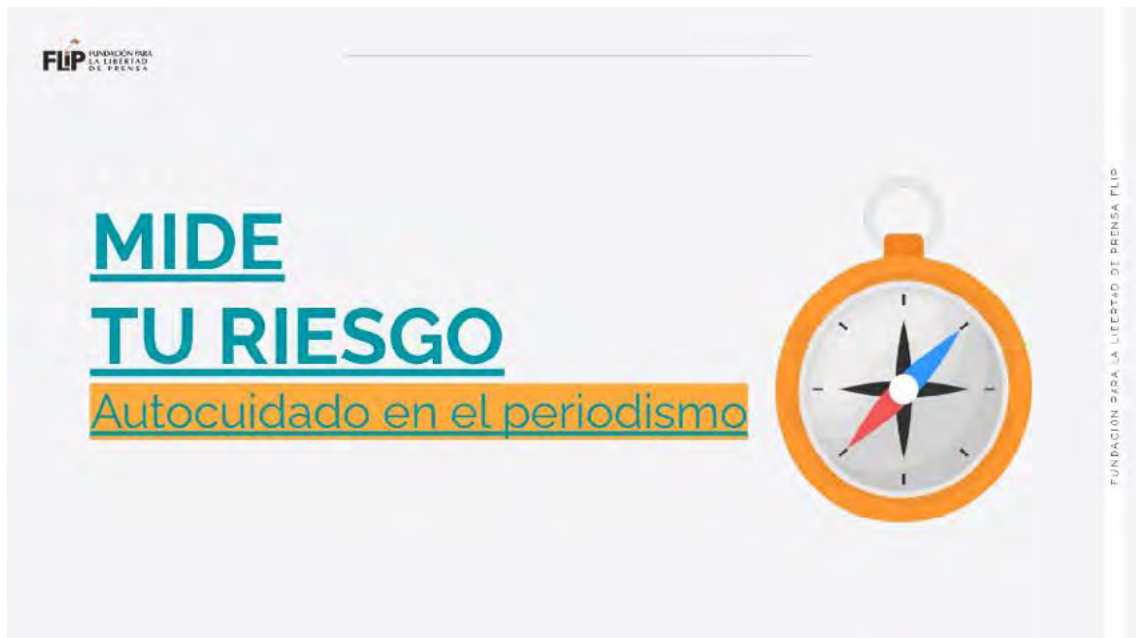 FLIP
FUNDACIÓN PARA
LA LIBERTAD
DE PRENSA
MIDE
TU RIESGO
Autocuidado en el periodismo
FUNDACIÓN PARA LA LIBERTAD DE PRENSA FLIP